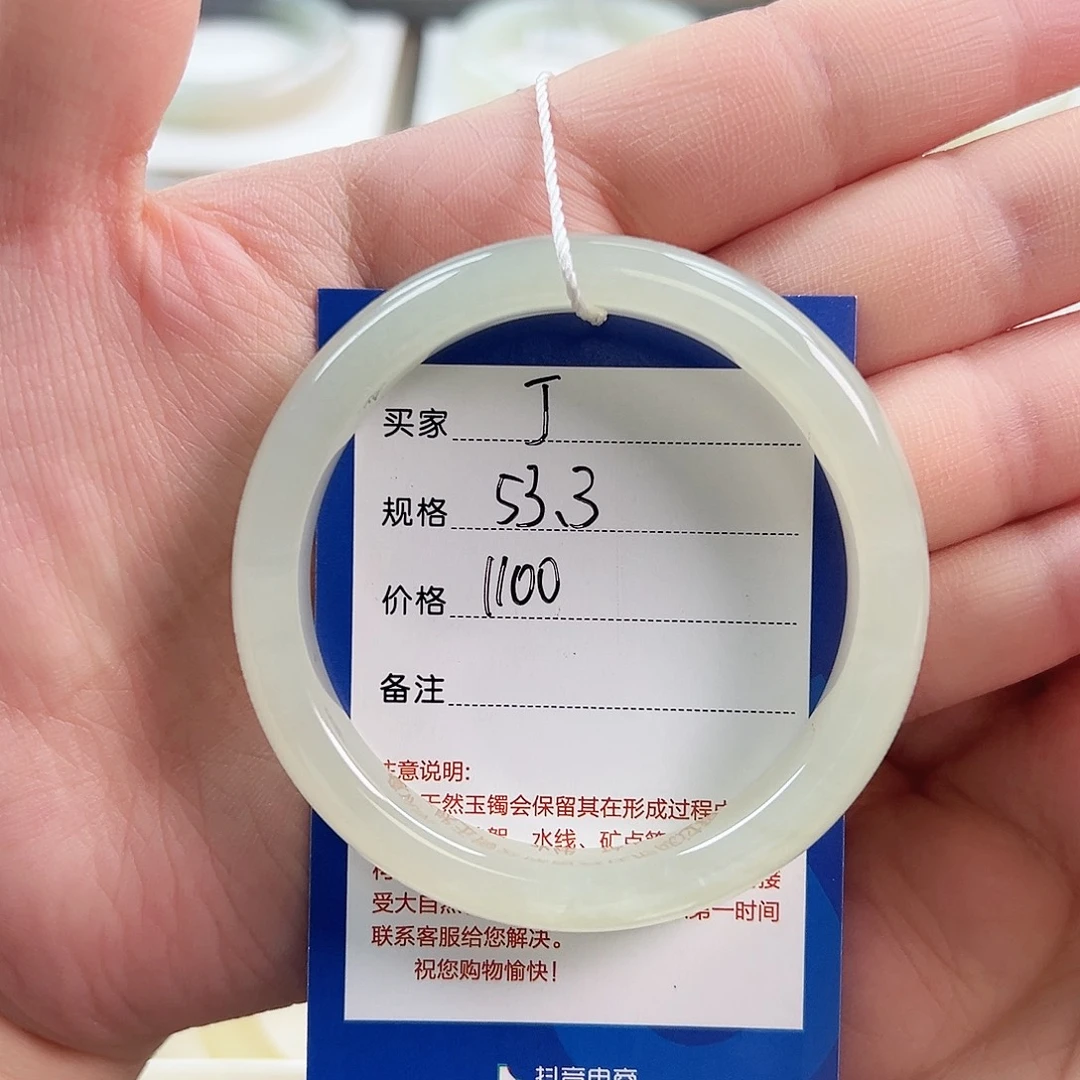 买家 丁
规格 53.3
价格 1100
备注
注意说明:
天然玉镯会保留其在形成过程
水线、矿点
接
受大自然 第一时间
联系客服给您解决。
祝您购物愉快!
抖音电商